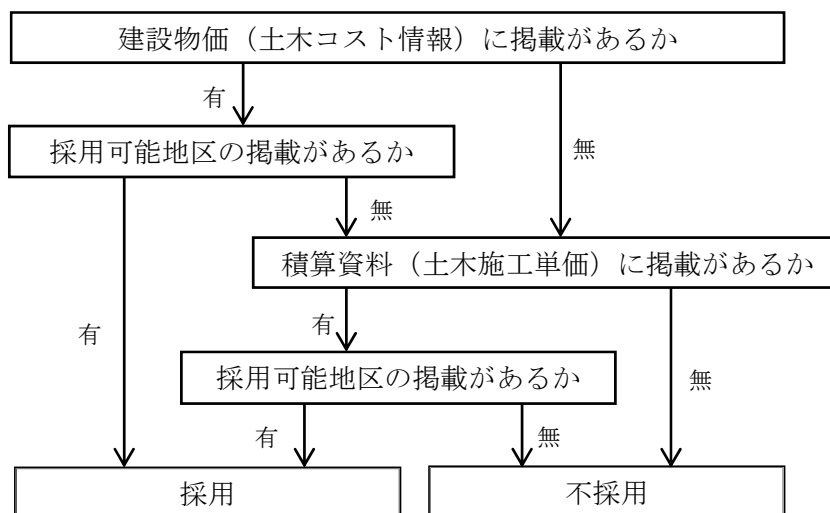 建設物価（土木コスト情報）に掲載があるか
有
採用可能地区の掲載があるか
無
無
積算資料（土木施工単価）に掲載があるか
有
有
採用可能地区の掲載があるか
無
有
無
採用
不採用